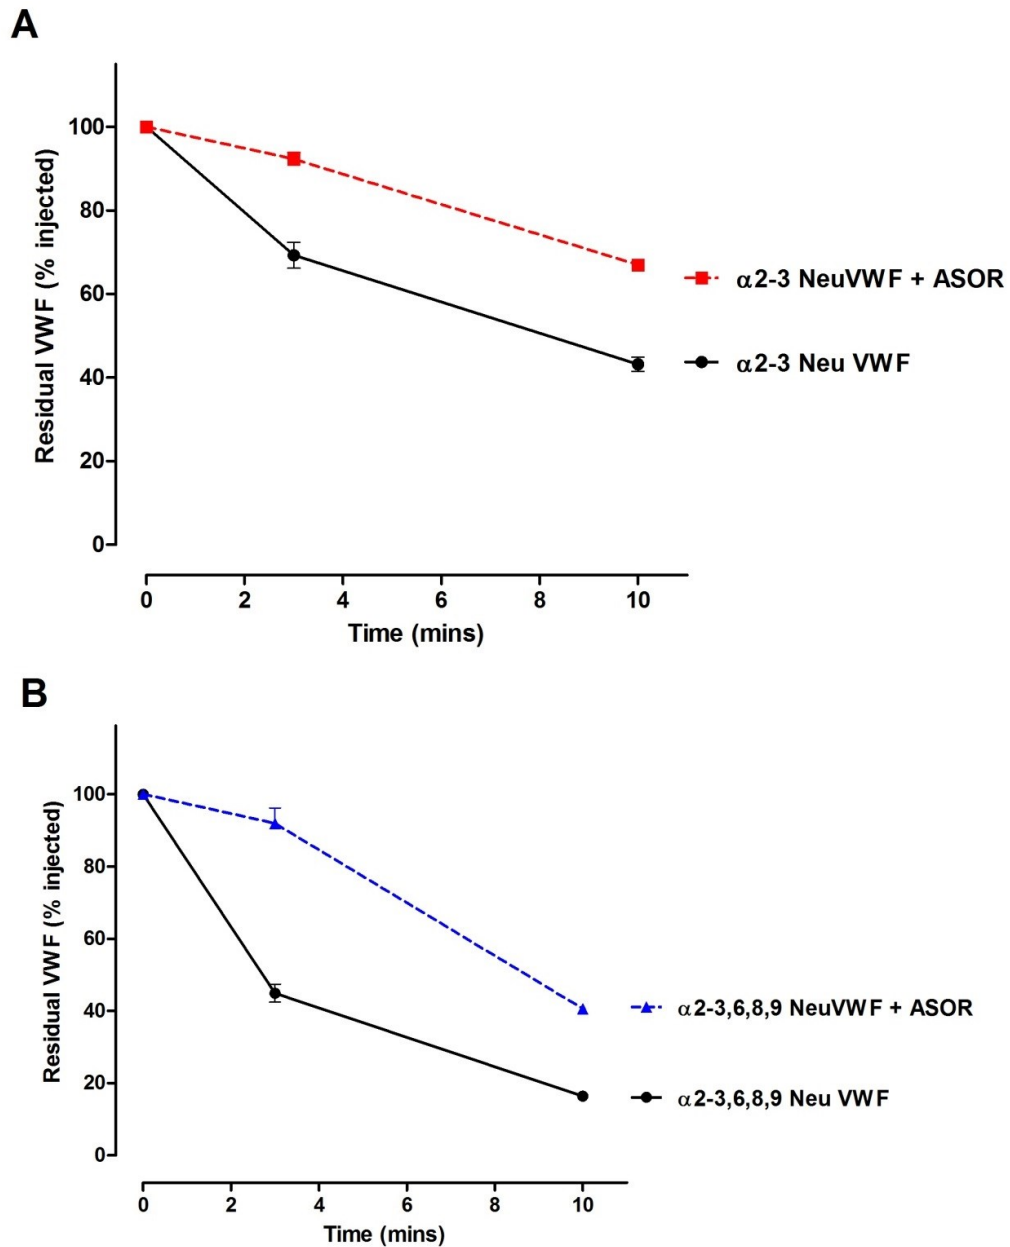 A
Residual VWF (% injected)
100
80
60
40
20
0
0 2 4 6 8 10
Time (mins)
α2-3 NeuVWF + ASOR
α2-3 Neu VWF
B
Residual VWF (% injected)
100
80
60
40
20
0
0 2 4 6 8 10
Time (mins)
α2-3,6,8,9 NeuVWF + ASOR
α2-3,6,8,9 Neu VWF